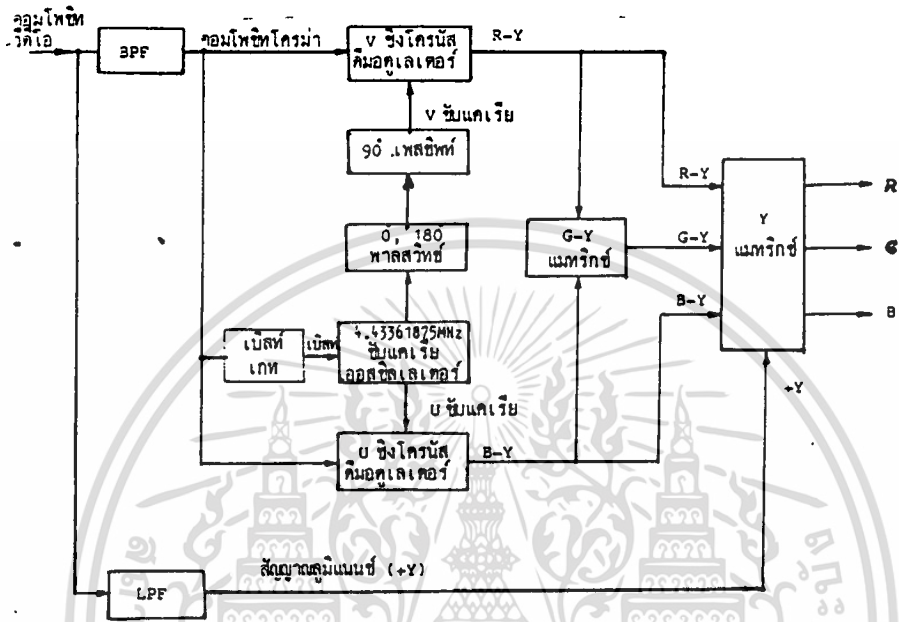 คอมโพซิท
วีดีโอ
BPF
คอมโพซิทโครม่า
V ซิงโครนัส
ดีมอดูเลเตอร์
R-Y
V ซับแคเรีย
90° เฟสชิพท์
0, 180
พาลสวิทช์
R-Y
G-Y
แมทริกซ์
G-Y
B-Y
Y
แมทริกซ์
R
G
B
เบิสท์
เกท
เบิสท์
4.43361875MHz
ซับแคเรีย
ออสซิลเลเตอร์
+Y
U ซับแคเรีย
U ซิงโครนัส
ดีมอดูเลเตอร์
B-Y
สัญญาณลูมิแนนซ์ (+Y)
LPF